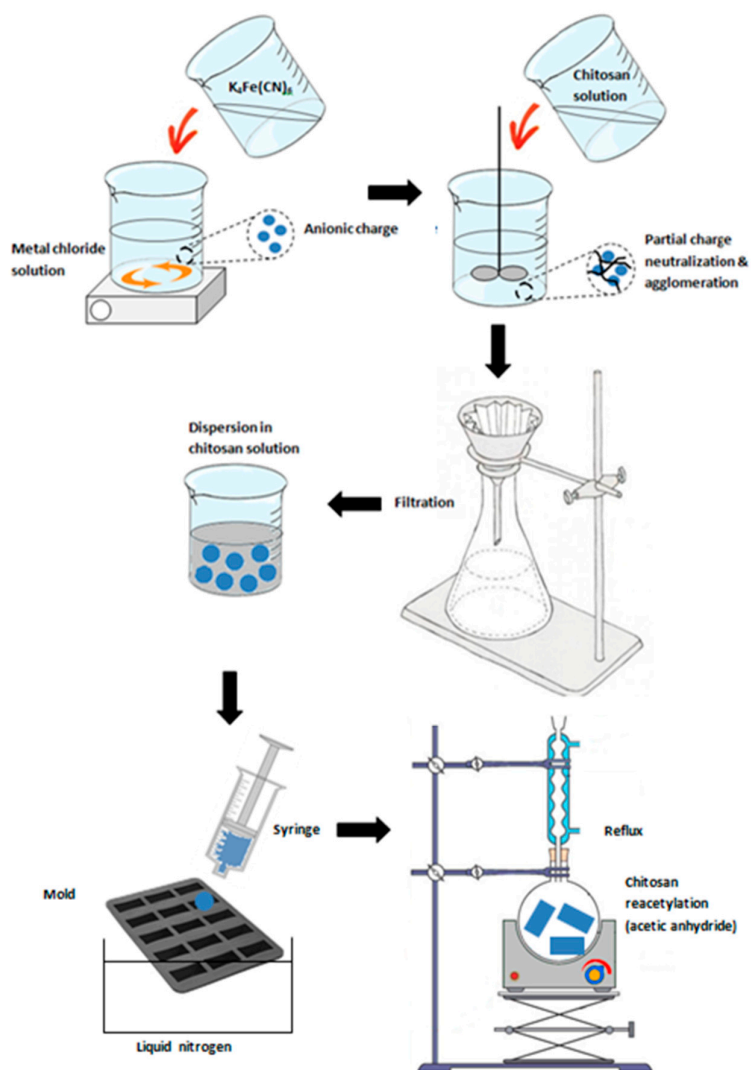 K₄Fe(CN)₆
Chitosan
solution
Metal chloride
solution
Anionic charge
Partial charge
neutralization &
agglomeration
Dispersion in
chitosan solution
Filtration
Syringe
Mold
Liquid nitrogen
Reflux
Chitosan
reacetylation
(acetic anhydride)